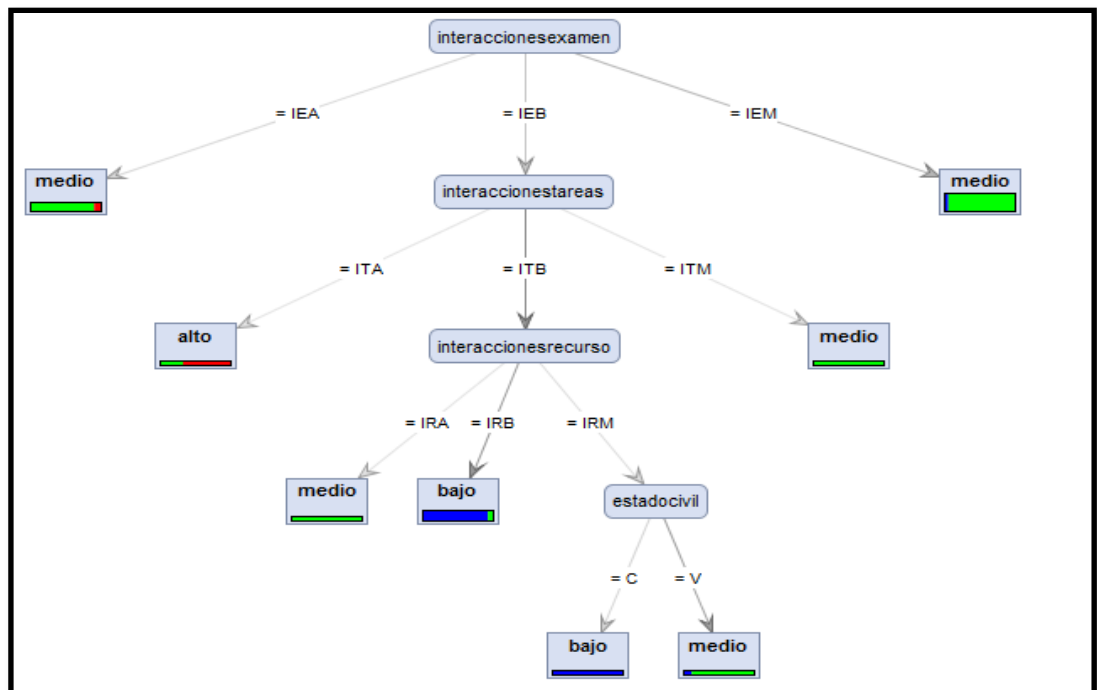 interaccionesexamen
= IEA
= IEB
= IEM
medio
interaccionestareas
medio
= ITA
= ITB
= ITM
alto
interaccionesrecurso
medio
= IRA
= IRB
= IRM
medio
bajo
estadocivil
= C
= V
bajo
medio